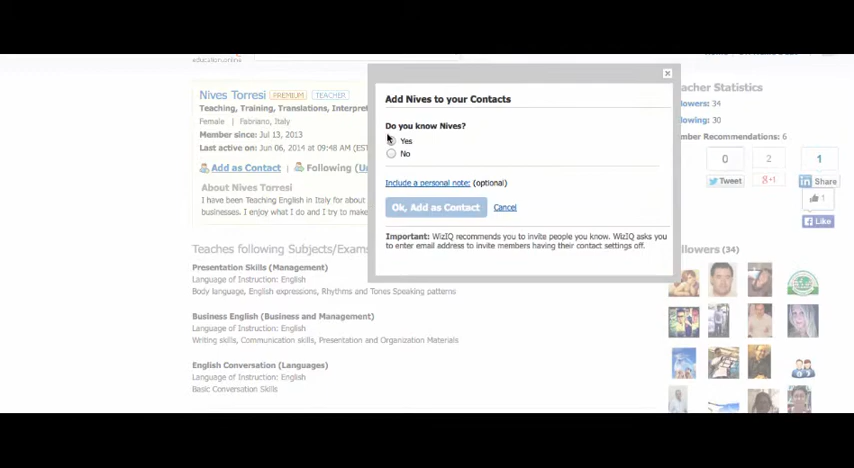 education.online
Nives Torresi PREMIUM TEACHER
Teaching, Training, Translations, Interpret
Female | Fabriano, Italy
Member since: Jul 13, 2013
Last active on: Jun 06, 2014 at 09:48 AM (EST
Add as Contact Following (U
About Nives Torresi
I have been Teaching English in Italy for about
businesses. I enjoy what I do and I try to make
Teaches following Subjects/Exams
Presentation Skills (Management)
Language of Instruction: English
Body language, English expressions, Rhythms and Tones Speaking patterns
Business English (Business and Management)
Language of Instruction: English
Writing skills, Communication skills, Presentation and Organization Materials
English Conversation (Languages)
Language of Instruction: English
Basic Conversation Skills
Add Nives to your Contacts
Do you know Nives?
Yes
No
Include a personal note: (optional)
Ok, Add as Contact Cancel
Important: WizIQ recommends you to invite people you know. WizIQ asks you
to enter email address to invite members having their contact settings off.
acher Statistics
lowers: 34
lowing: 30
mber Recommendations: 6
0 2 1
Tweet g+1 in Share
1
Like
llowers (34)